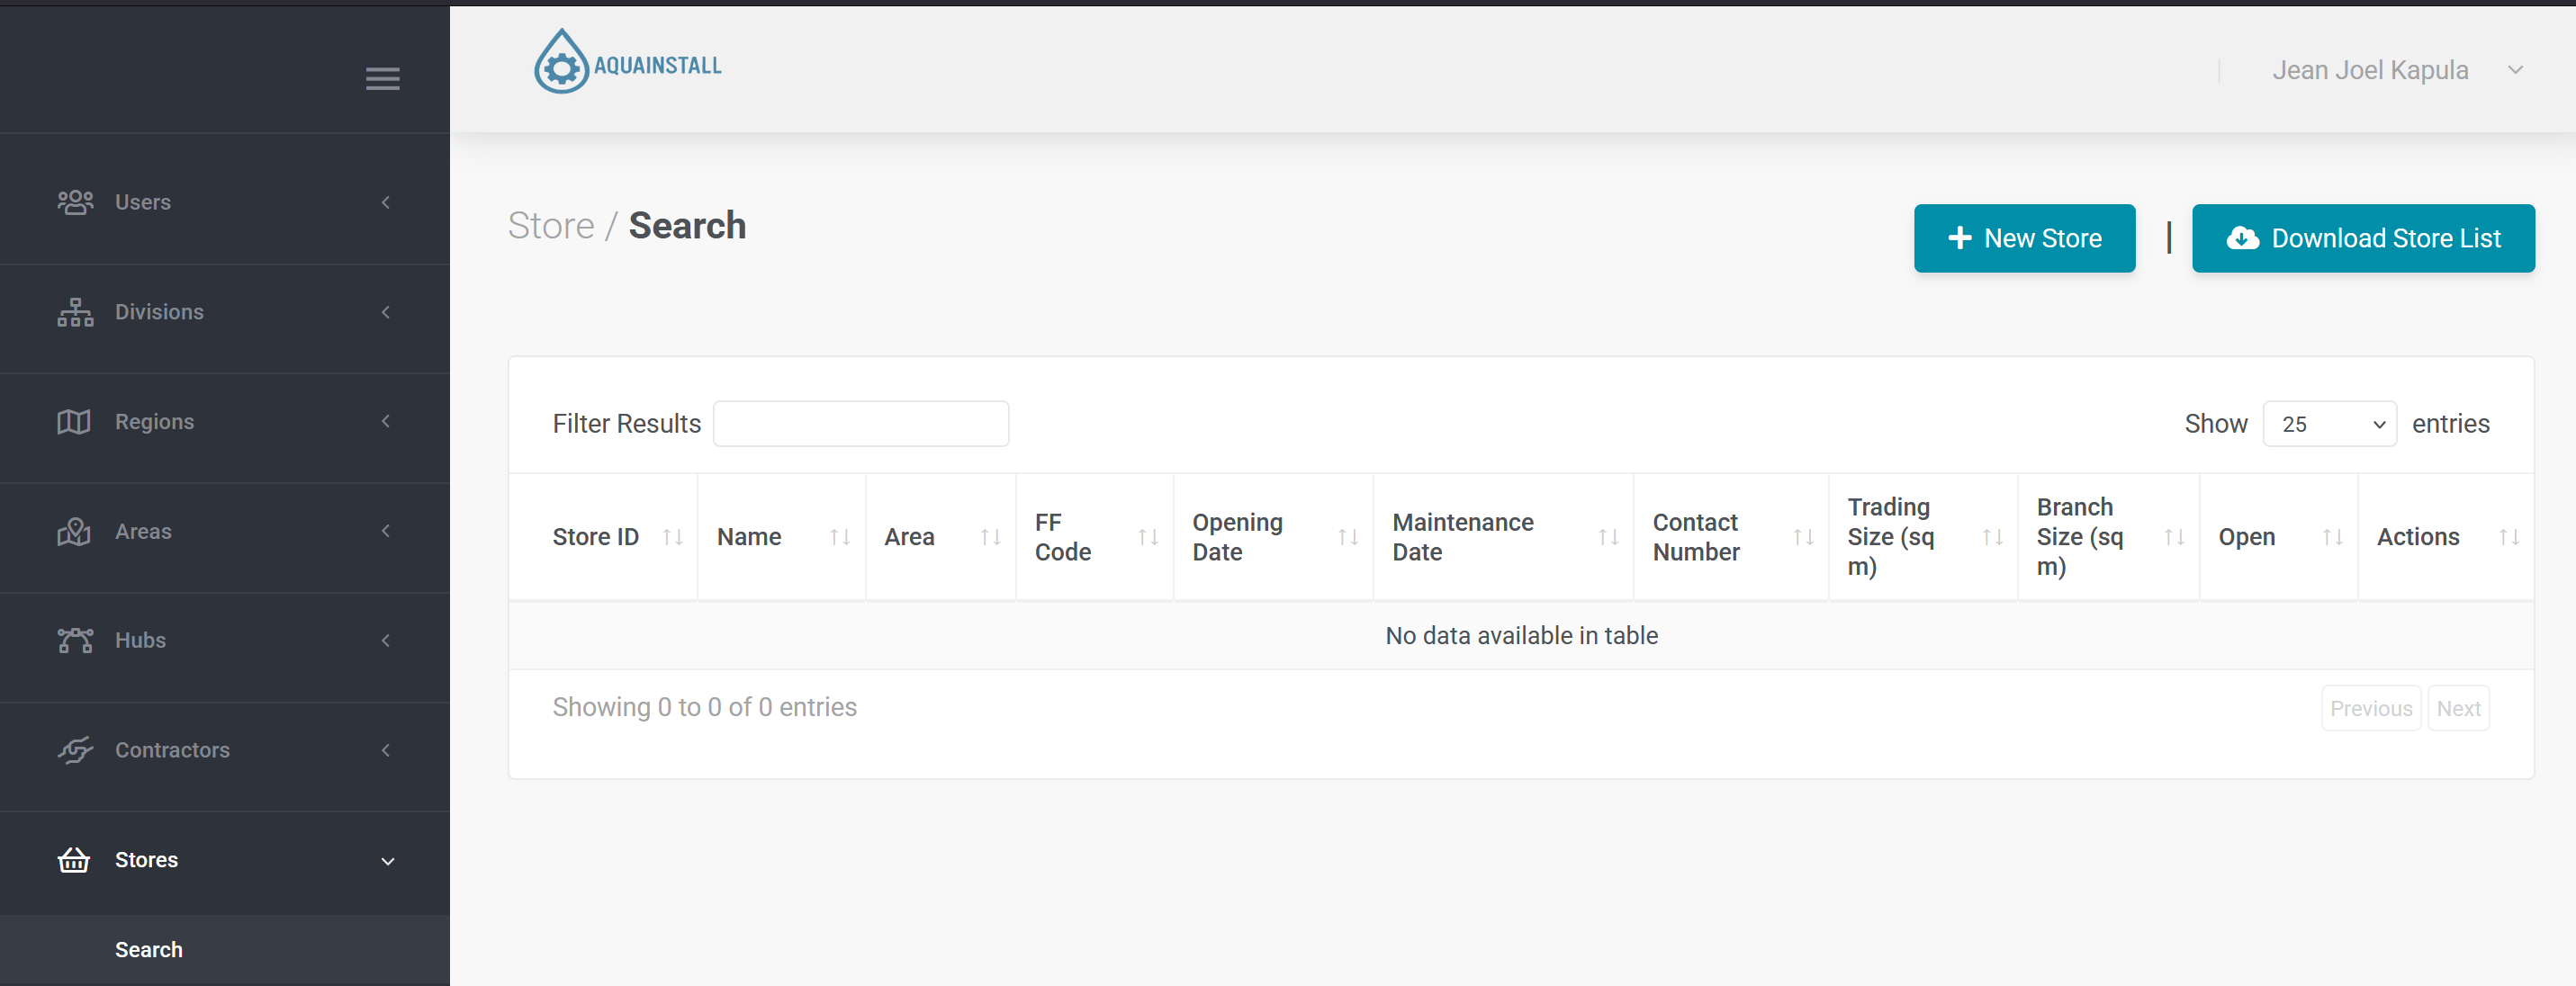 AQUAINSTALL
Jean Joel Kapula
Users
Divisions
Regions
Areas
Hubs
Contractors
Stores
Search
Store / Search
New Store | Download Store List
Filter Results
Show 25 entries
Store ID
Name
Area
FF
Code
Opening
Date
Maintenance
Date
Contact
Number
Trading
Size (sq
m)
Branch
Size (sq
m)
Open
Actions
No data available in table
Showing 0 to 0 of 0 entries
Previous Next